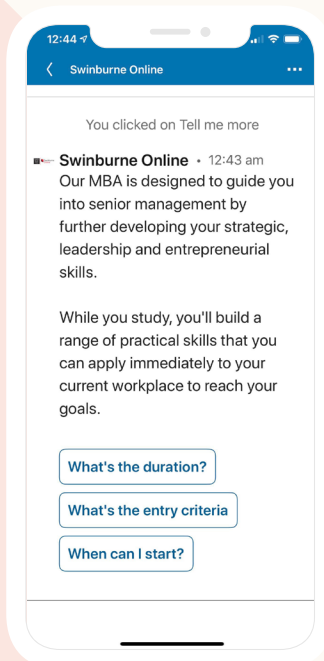 12:44
Swinburne Online
You clicked on Tell me more
Swinburne Online • 12:43 am
Our MBA is designed to guide you
into senior management by
further developing your strategic,
leadership and entrepreneurial
skills.
While you study, you'll build a
range of practical skills that you
can apply immediately to your
current workplace to reach your
goals.
What's the duration?
What's the entry criteria
When can I start?